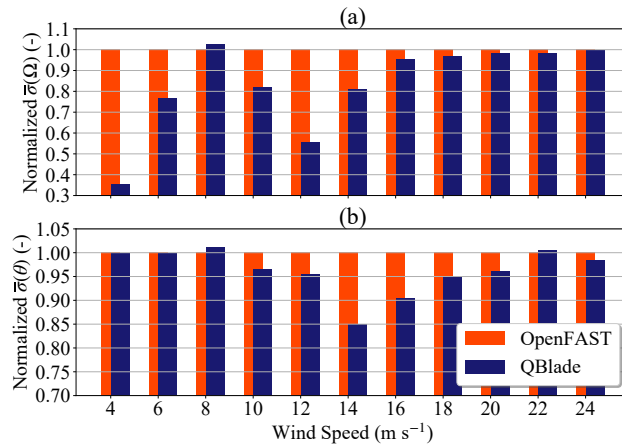 (a)
Normalized σ̅(Ω) (-)
1.1
1.0
0.9
0.8
0.7
0.6
0.5
0.4
0.3
(b)
Normalized σ̅(θ) (-)
1.05
1.00
0.95
0.90
0.85
0.80
0.75
0.70
OpenFAST
QBlade
4 6 8 10 12 14 16 18 20 22 24
Wind Speed (m s⁻¹)